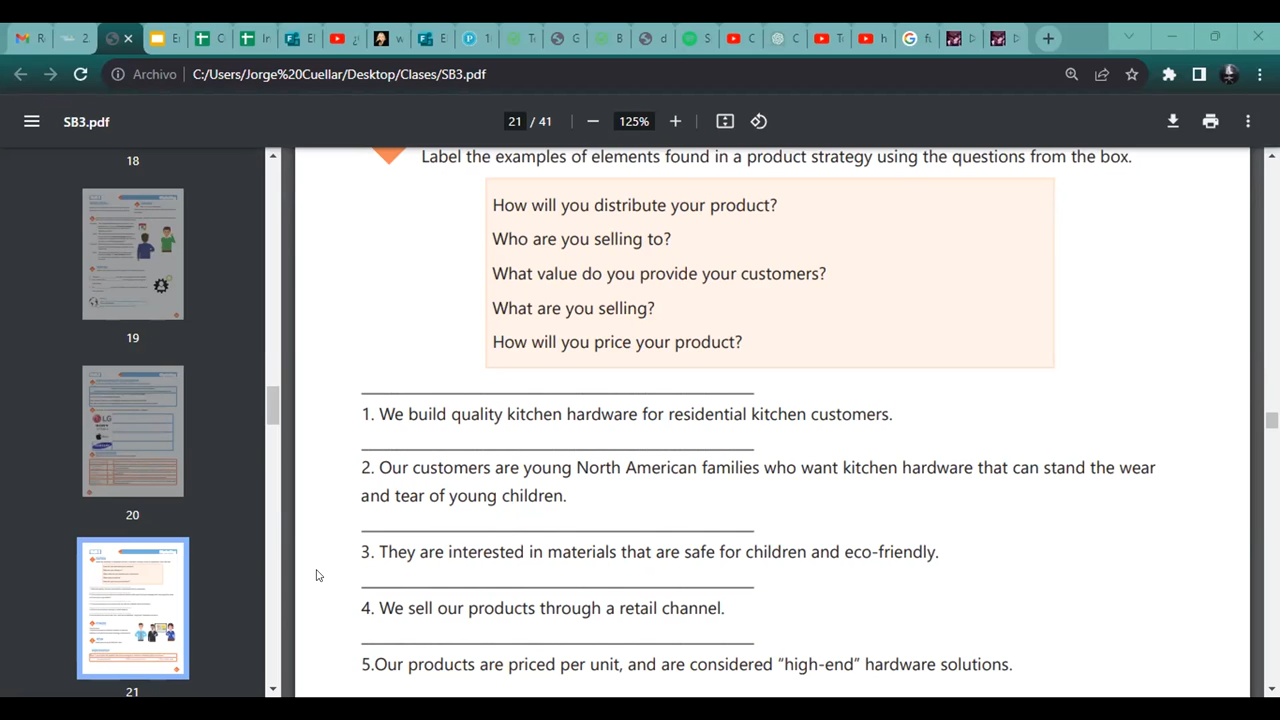 Archivo
C:/Users/Jorge%20Cuellar/Desktop/Clases/SB3.pdf
SB3.pdf
21 / 41
125%
18
19
20
21
Label the examples of elements found in a product strategy using the questions from the box.
How will you distribute your product?
Who are you selling to?
What value do you provide your customers?
What are you selling?
How will you price your product?
1. We build quality kitchen hardware for residential kitchen customers.
2. Our customers are young North American families who want kitchen hardware that can stand the wear
and tear of young children.
3. They are interested in materials that are safe for children and eco-friendly.
4. We sell our products through a retail channel.
5.Our products are priced per unit, and are considered “high-end” hardware solutions.